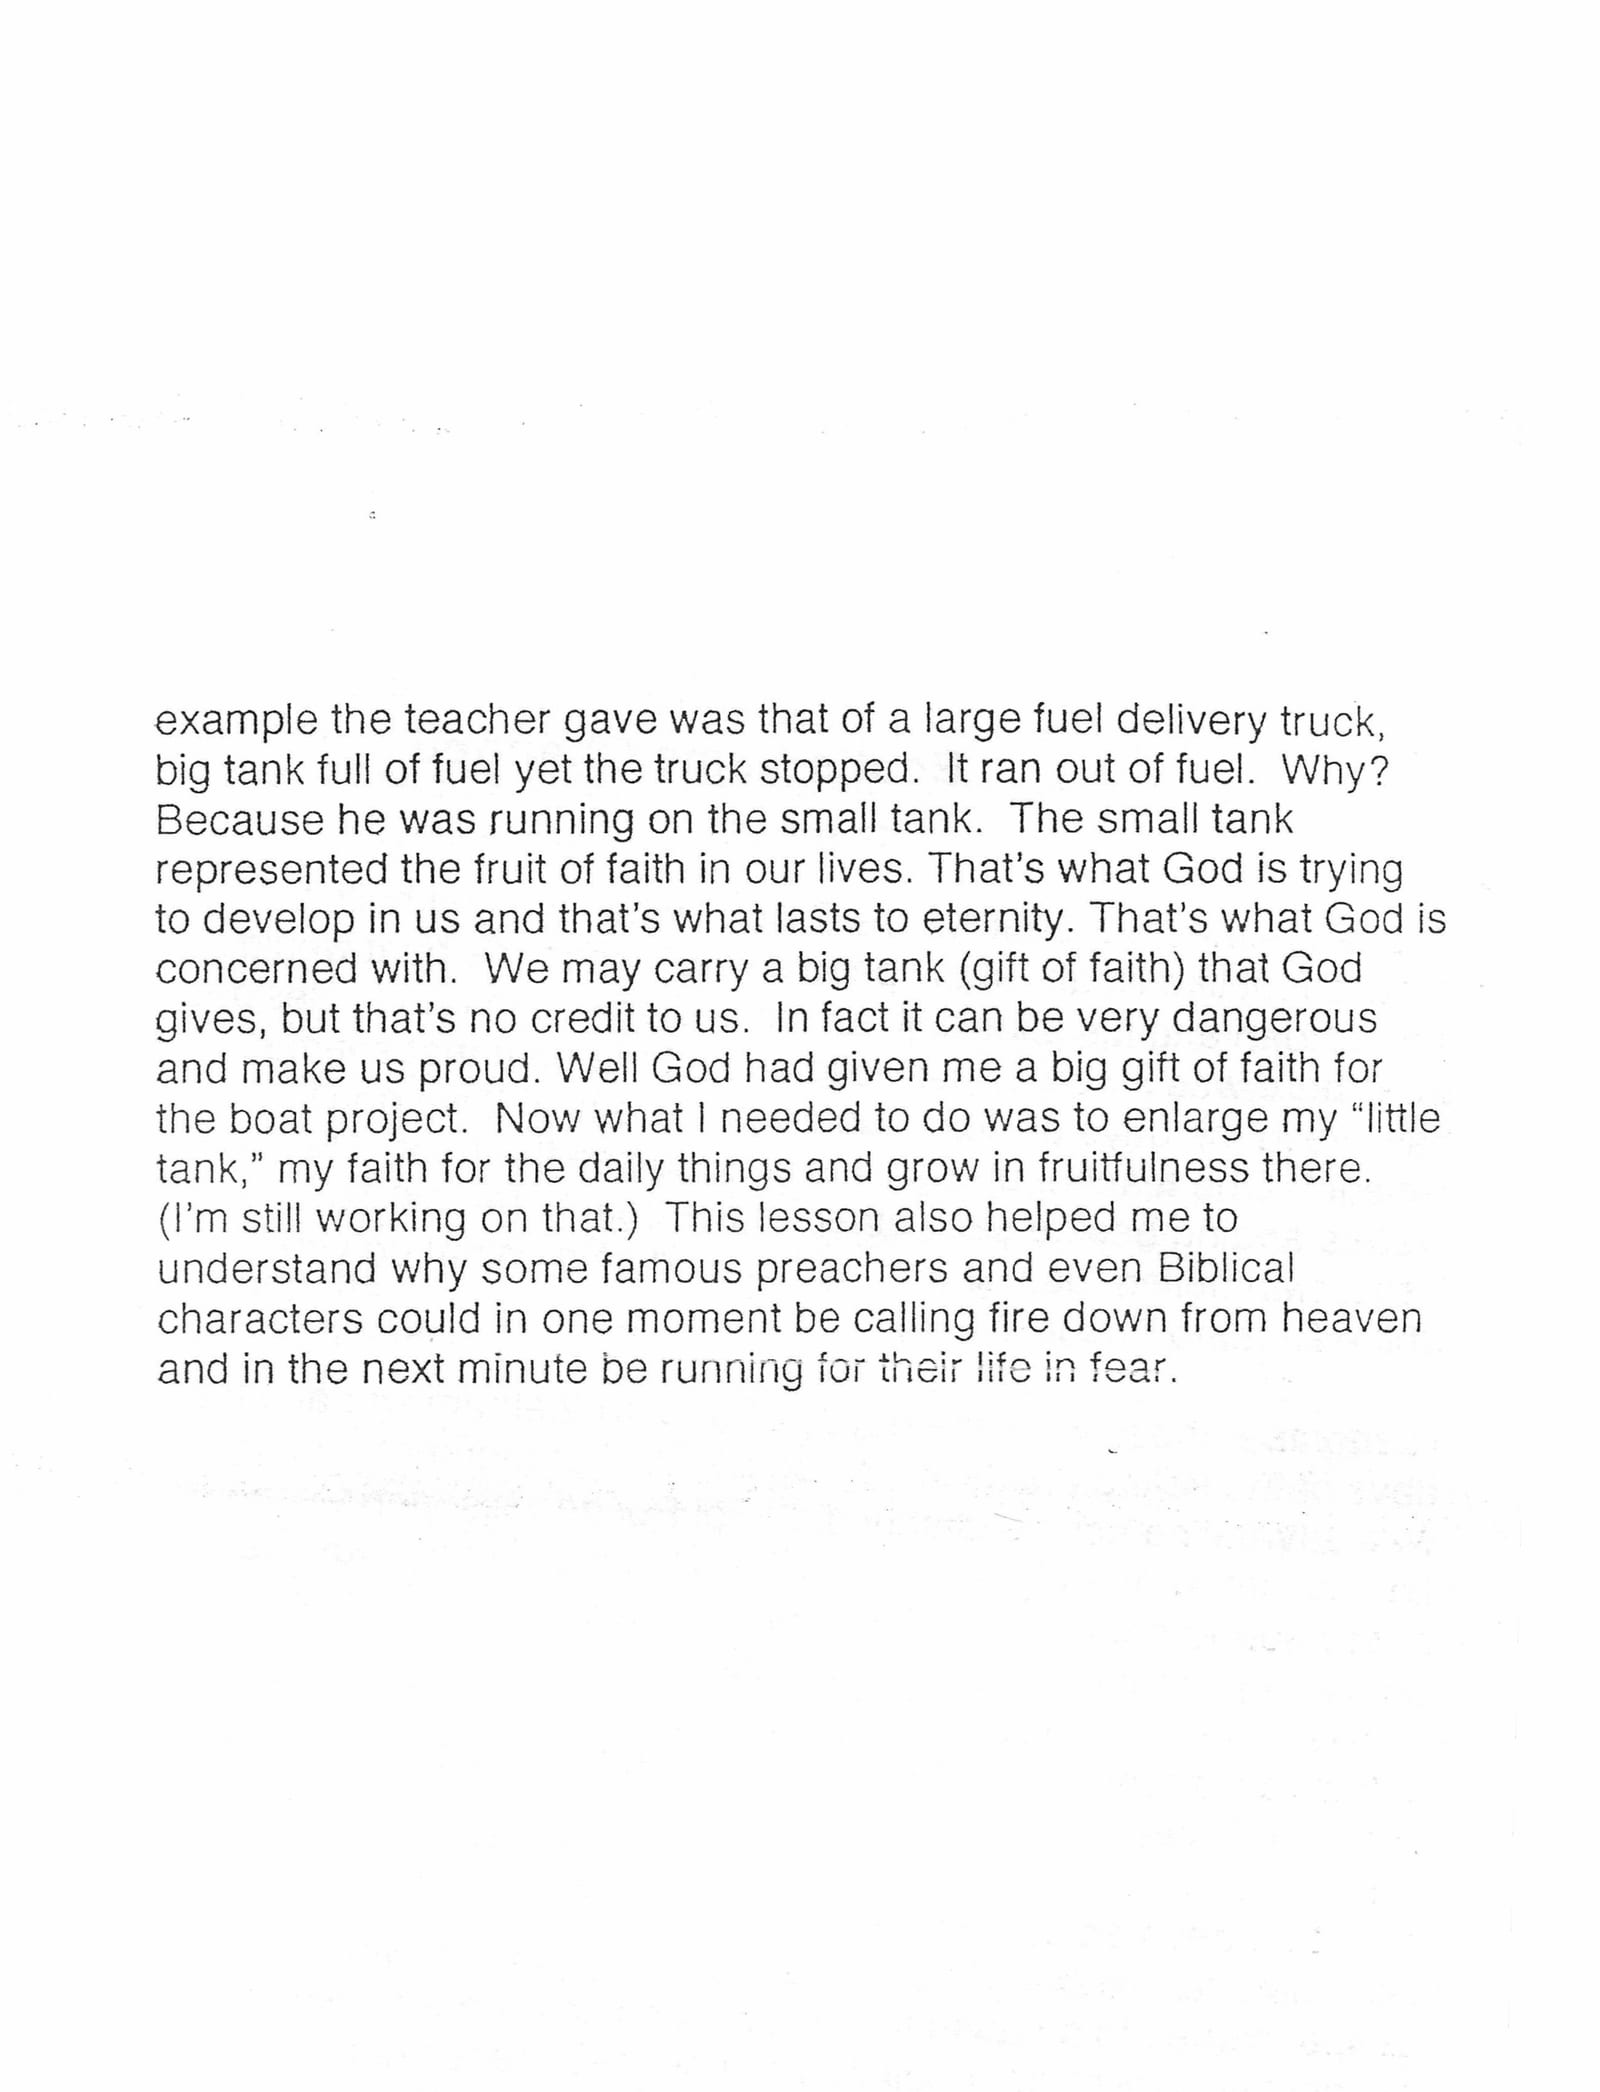 example the teacher gave was that of a large fuel delivery truck,
big tank full of fuel yet the truck stopped.  It ran out of fuel.  Why?
Because he was running on the small tank.  The small tank
represented the fruit of faith in our lives. That's what God is trying
to develop in us and that's what lasts to eternity. That's what God is
concerned with.  We may carry a big tank (gift of faith) that God
gives, but that's no credit to us.  In fact it can be very dangerous
and make us proud. Well God had given me a big gift of faith for
the boat project.  Now what I needed to do was to enlarge my “little
tank,” my faith for the daily things and grow in fruitfulness there.
(I'm still working on that.)  This lesson also helped me to
understand why some famous preachers and even Biblical
characters could in one moment be calling fire down from heaven
and in the next minute be running for their life in fear.